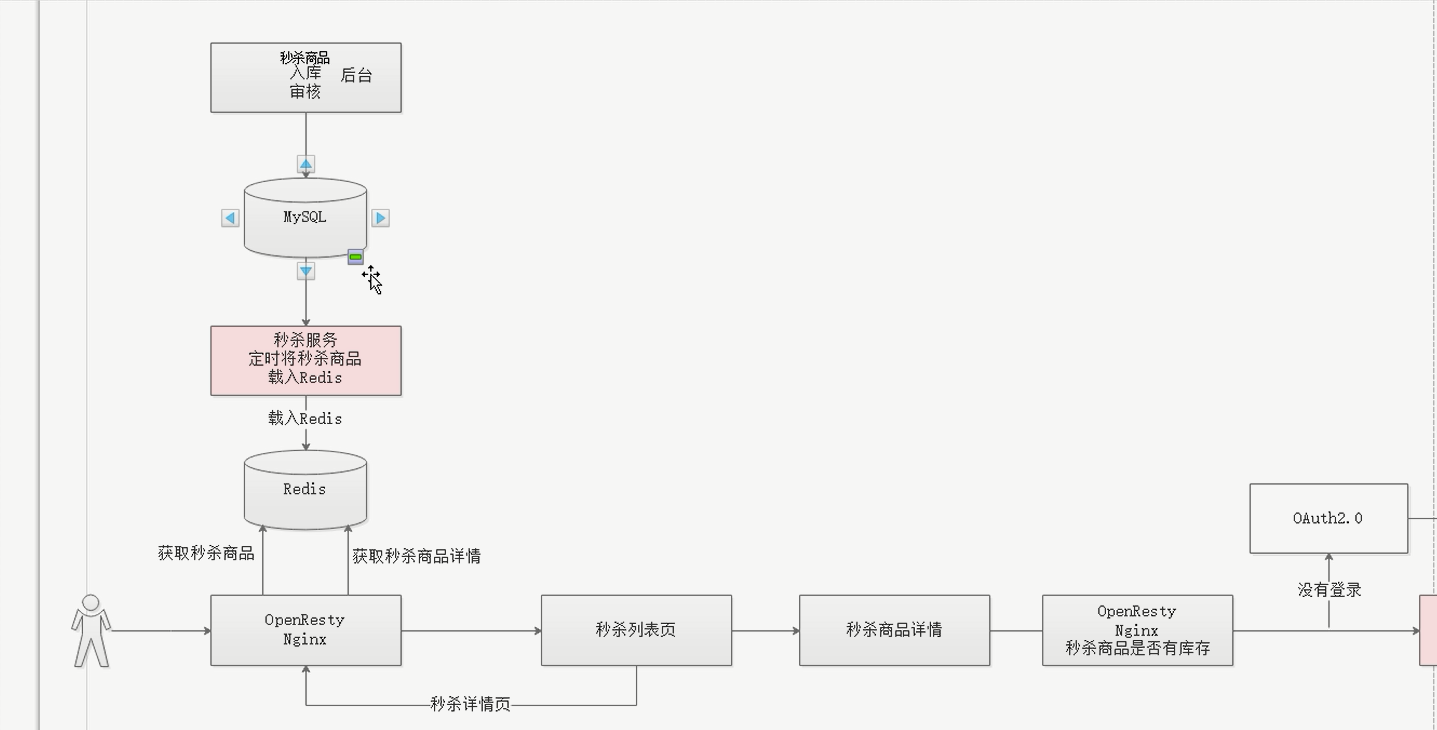 秒杀商品
入库
审核
后台
MySQL
秒杀服务
定时将秒杀商品
载入Redis
载入Redis
Redis
获取秒杀商品
获取秒杀商品详情
OAuth2.0
没有登录
OpenResty
Nginx
秒杀列表页
秒杀商品详情
OpenResty
Nginx
秒杀商品是否有库存
秒杀详情页